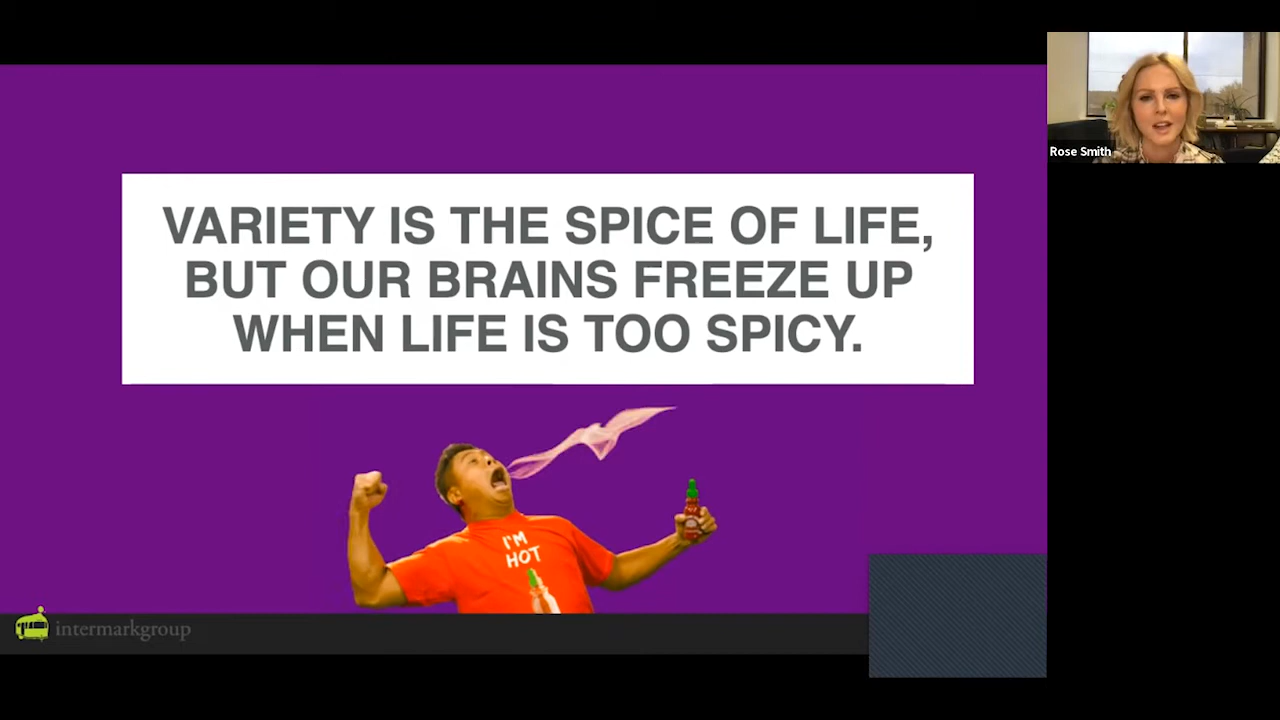 VARIETY IS THE SPICE OF LIFE,
BUT OUR BRAINS FREEZE UP
WHEN LIFE IS TOO SPICY.
Rose Smith
I'M
HOT
intermarkgroup